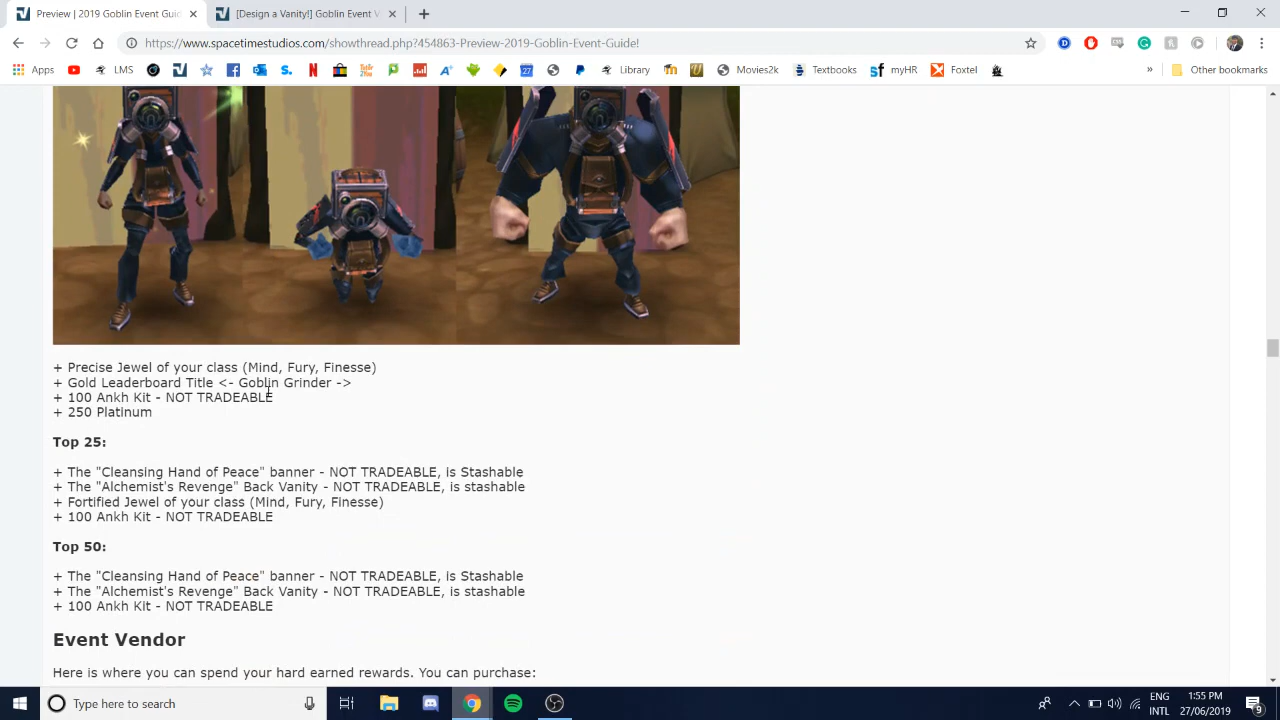 Preview | 2019 Goblin Event Guid
[Design a Vanity!] Goblin Event V
https://www.spacetimestudios.com/showthread.php?454863-Preview-2019-Goblin-Event-Guide!
Apps
LMS
Library
Movies2k
Textbooks
myHR
Foxtel
Other bookmarks
+ Precise Jewel of your class (Mind, Fury, Finesse)
+ Gold Leaderboard Title <- Goblin Grinder ->
+ 100 Ankh Kit - NOT TRADEABLE
+ 250 Platinum
Top 25:
+ The "Cleansing Hand of Peace" banner - NOT TRADEABLE, is Stashable
+ The "Alchemist's Revenge" Back Vanity - NOT TRADEABLE, is stashable
+ Fortified Jewel of your class (Mind, Fury, Finesse)
+ 100 Ankh Kit - NOT TRADEABLE
Top 50:
+ The "Cleansing Hand of Peace" banner - NOT TRADEABLE, is Stashable
+ The "Alchemist's Revenge" Back Vanity - NOT TRADEABLE, is stashable
+ 100 Ankh Kit - NOT TRADEABLE
Event Vendor
Here is where you can spend your hard earned rewards. You can purchase:
Type here to search
ENG
INTL
1:55 PM
27/06/2019